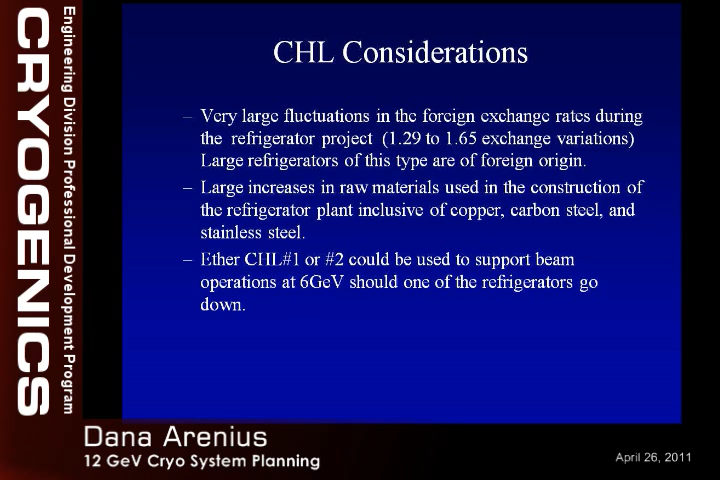 Engineering Division Professional Development Program
CRYOGENICS
CHL Considerations
– Very large fluctuations in the foreign exchange rates during
the refrigerator project (1.29 to 1.65 exchange variations)
Large refrigerators of this type are of foreign origin.
– Large increases in raw materials used in the construction of
the refrigerator plant inclusive of copper, carbon steel, and
stainless steel.
– Ether CHL#1 or #2 could be used to support beam
operations at 6GeV should one of the refrigerators go
down.
Dana Arenius
12 GeV Cryo System Planning
April 26, 2011